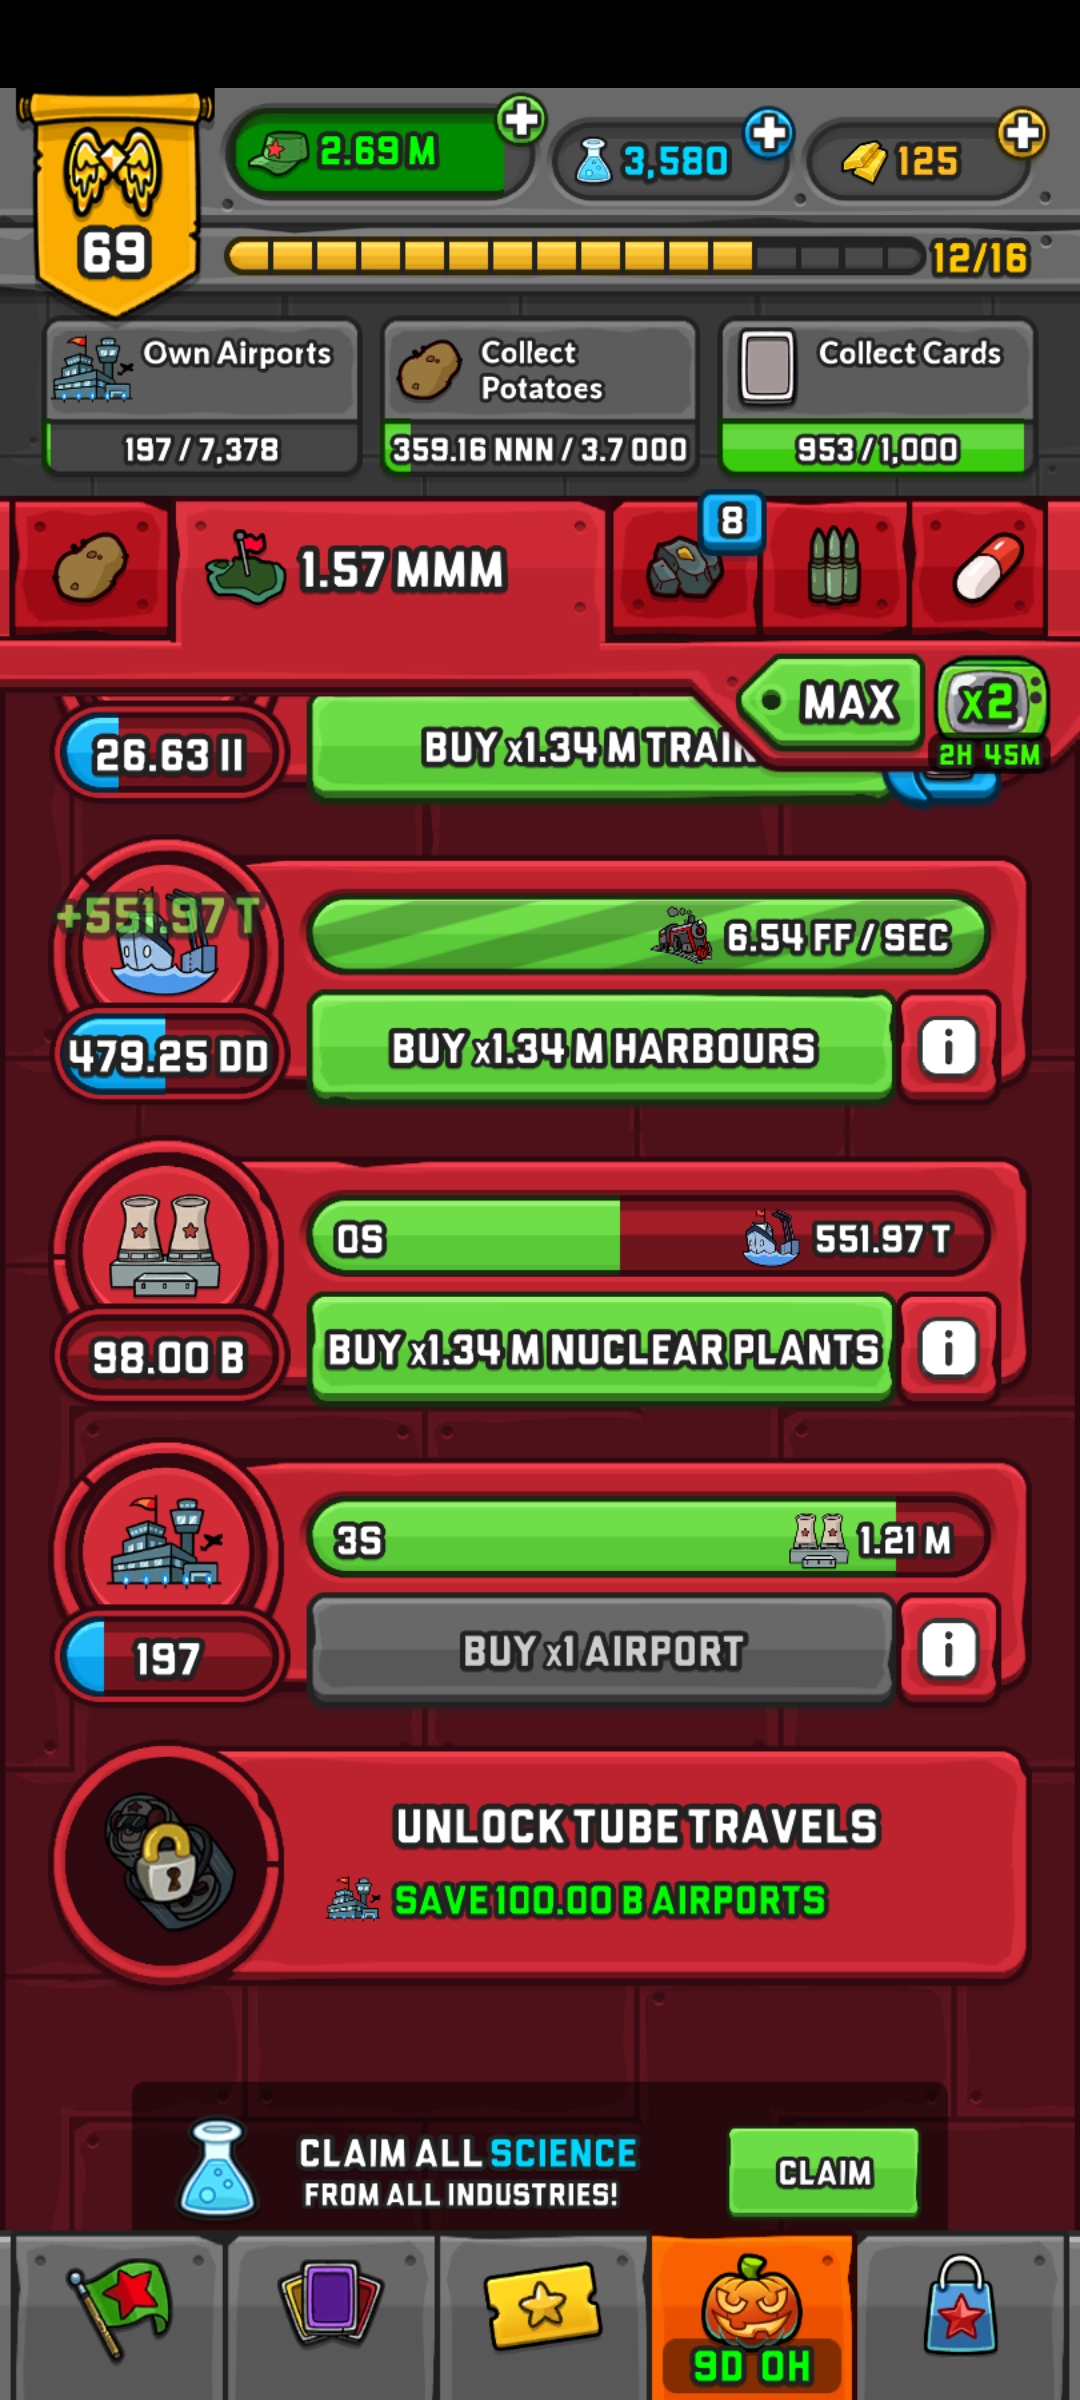 69
2.69 M
3,580
125
12/16
Own Airports
197 / 7,378
Collect
Potatoes
359.16 NNN / 3.7 OOO
Collect Cards
953 / 1,000
1.57 MMM
8
MAX
x2
2H 45M
26.63 II
BUY x1.34 M TRAIN
+551.97 T
6.54 FF / SEC
479.25 DD
BUY x1.34 M HARBOURS
i
0S
551.97 T
98.00 B
BUY x1.34 M NUCLEAR PLANTS
i
3S
1.21 M
197
BUY x1 AIRPORT
i
UNLOCK TUBE TRAVELS
SAVE 100.00 B AIRPORTS
CLAIM ALL SCIENCE
FROM ALL INDUSTRIES!
CLAIM
9D 0H